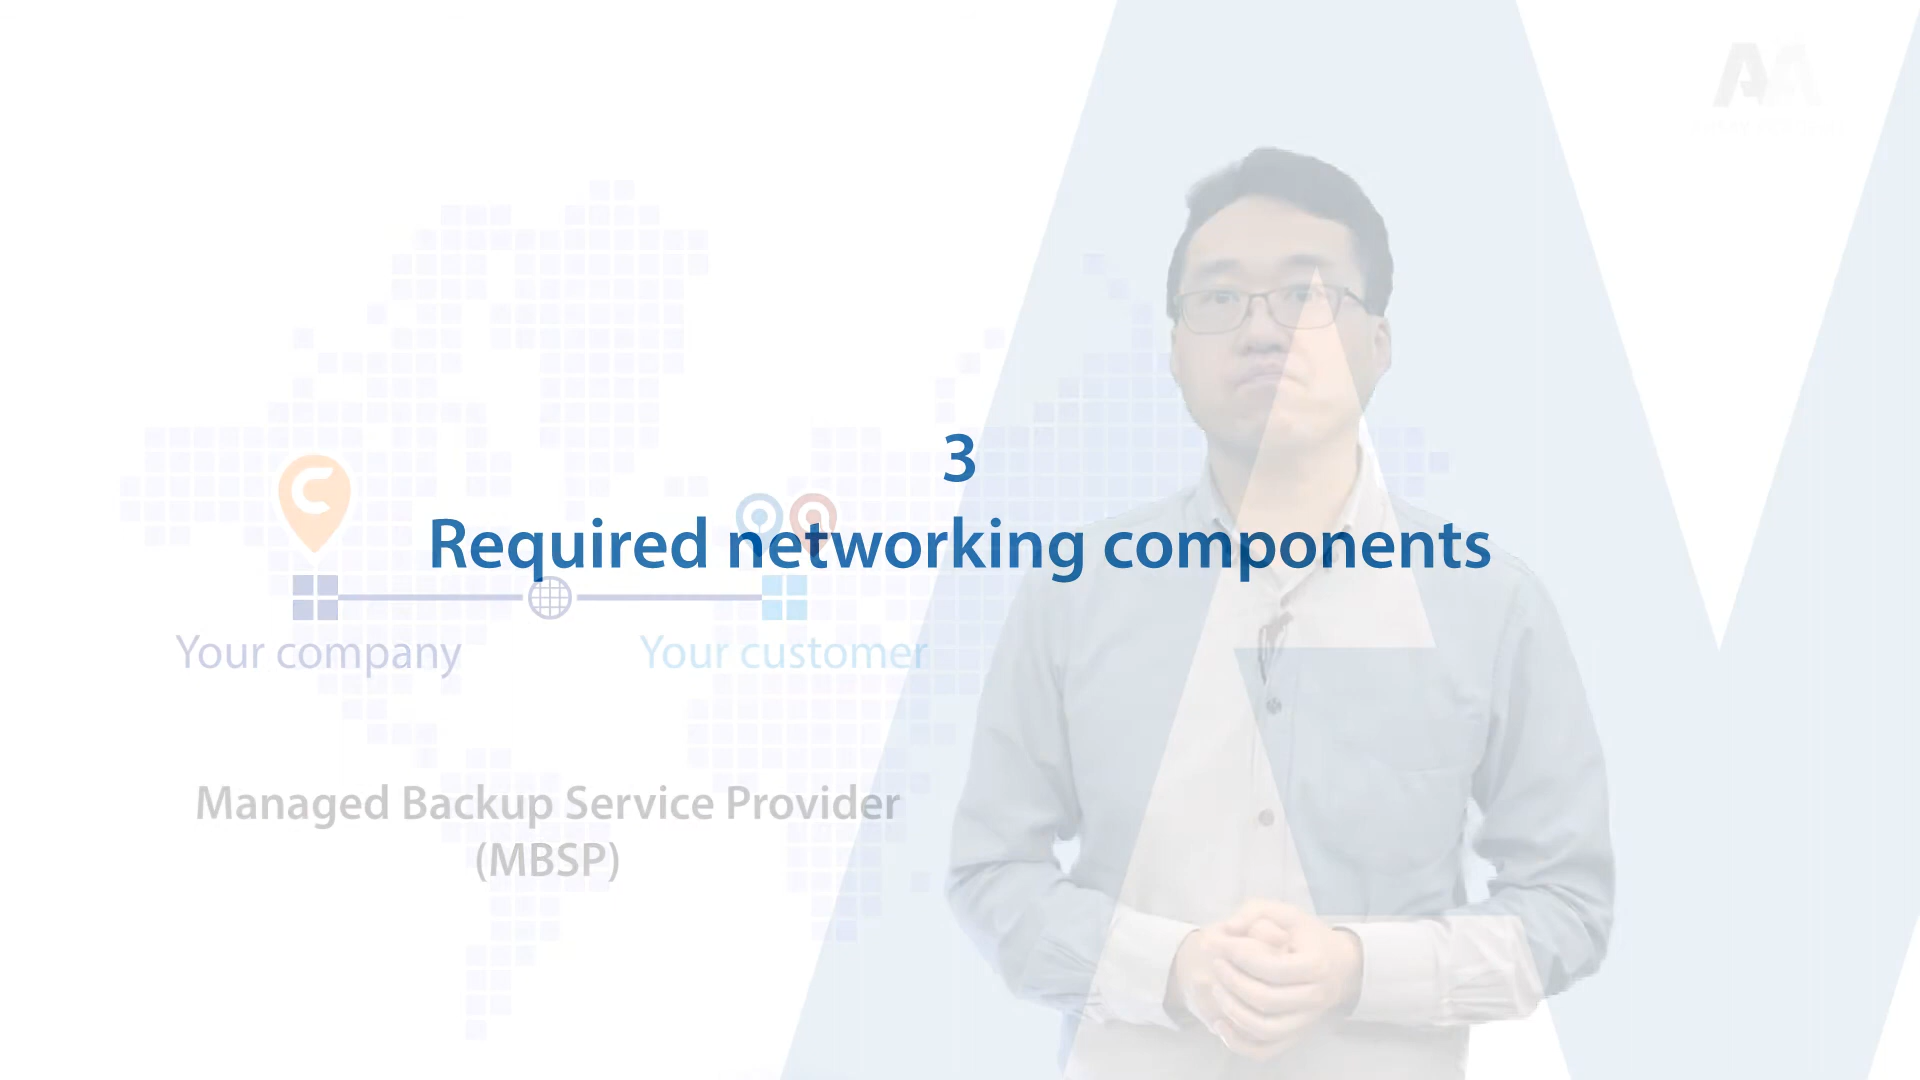 3
Required networking components
Your company
Your customer
Managed Backup Service Provider
(MBSP)